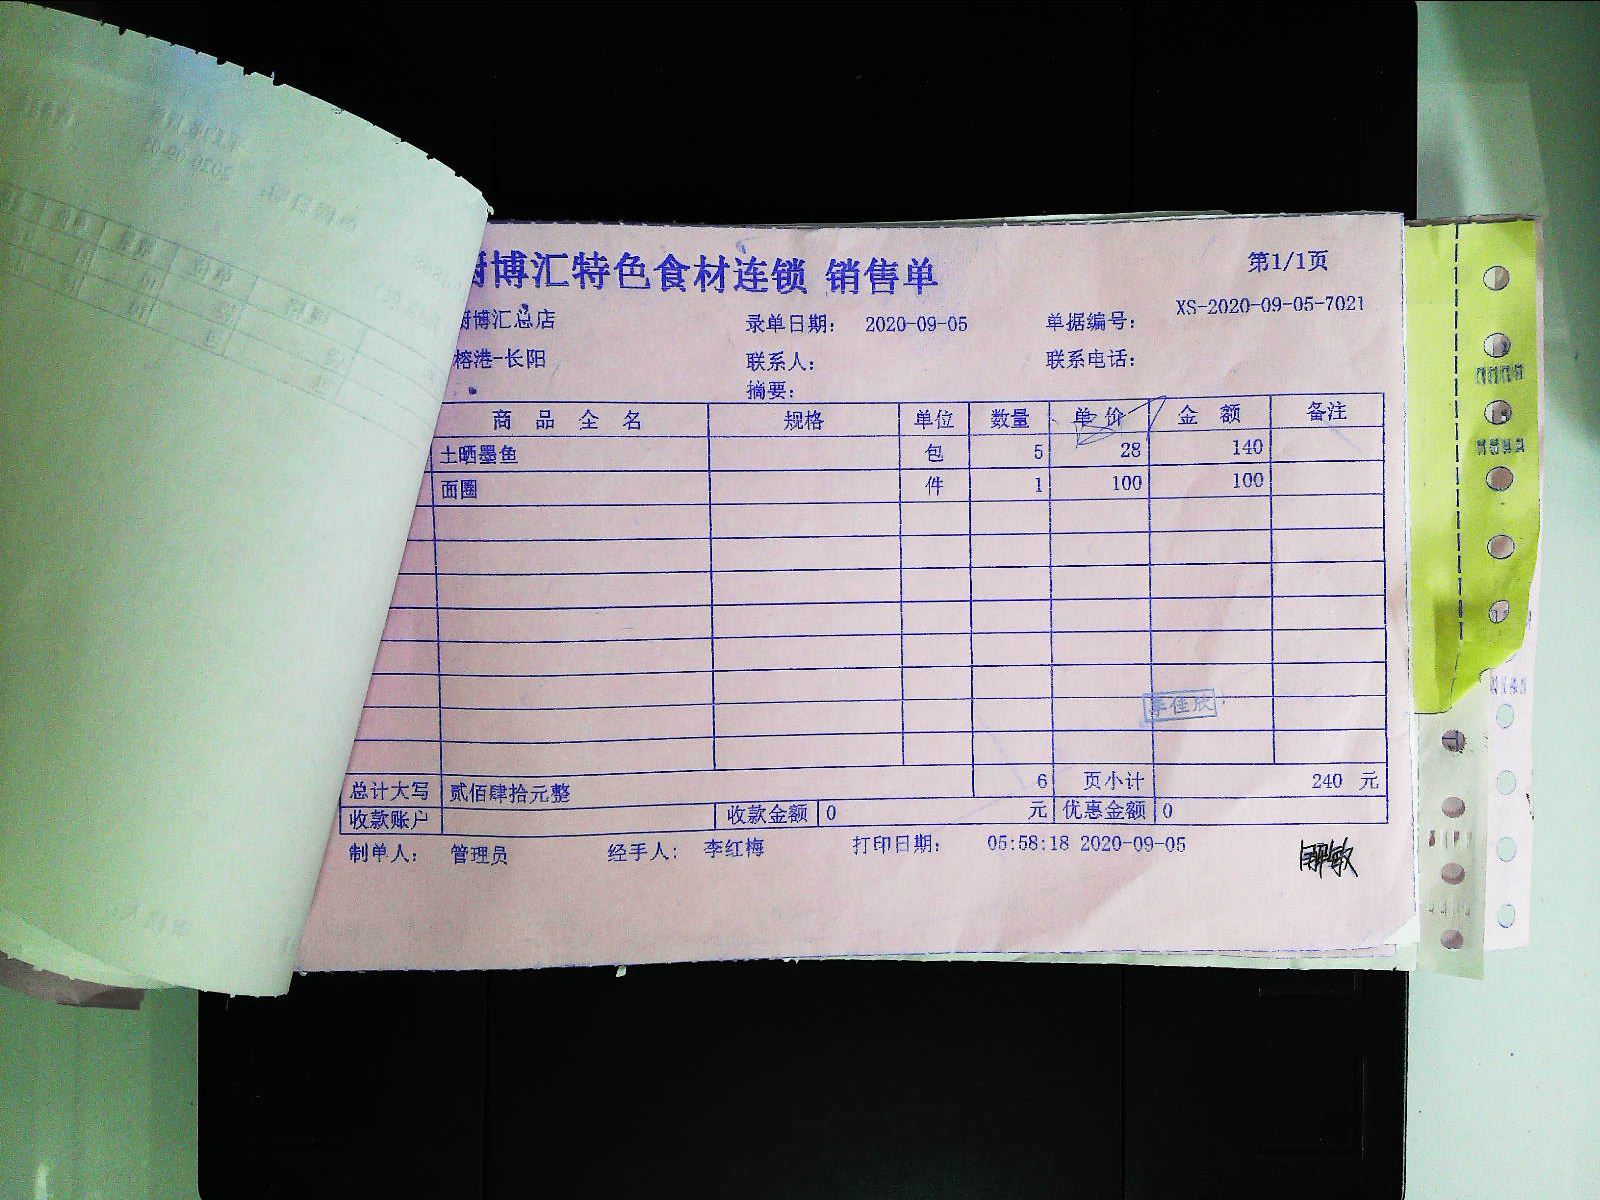 厨博汇特色食材连锁 销售单 第1/1页
厨博汇总店 录单日期： 2020-09-05 单据编号： XS-2020-09-05-7021
榕港-长阳 联系人： 联系电话：
摘要：
商品全名 规格 单位 数量 单价 金额 备注
土晒墨鱼 包 5 28 140
面圈 件 1 100 100
李佳欣
总计大写 贰佰肆拾元整 6 页小计 240 元
收款账户 收款金额 0 元 优惠金额 0
制单人： 管理员 经手人： 李红梅 打印日期： 05:58:18 2020-09-05